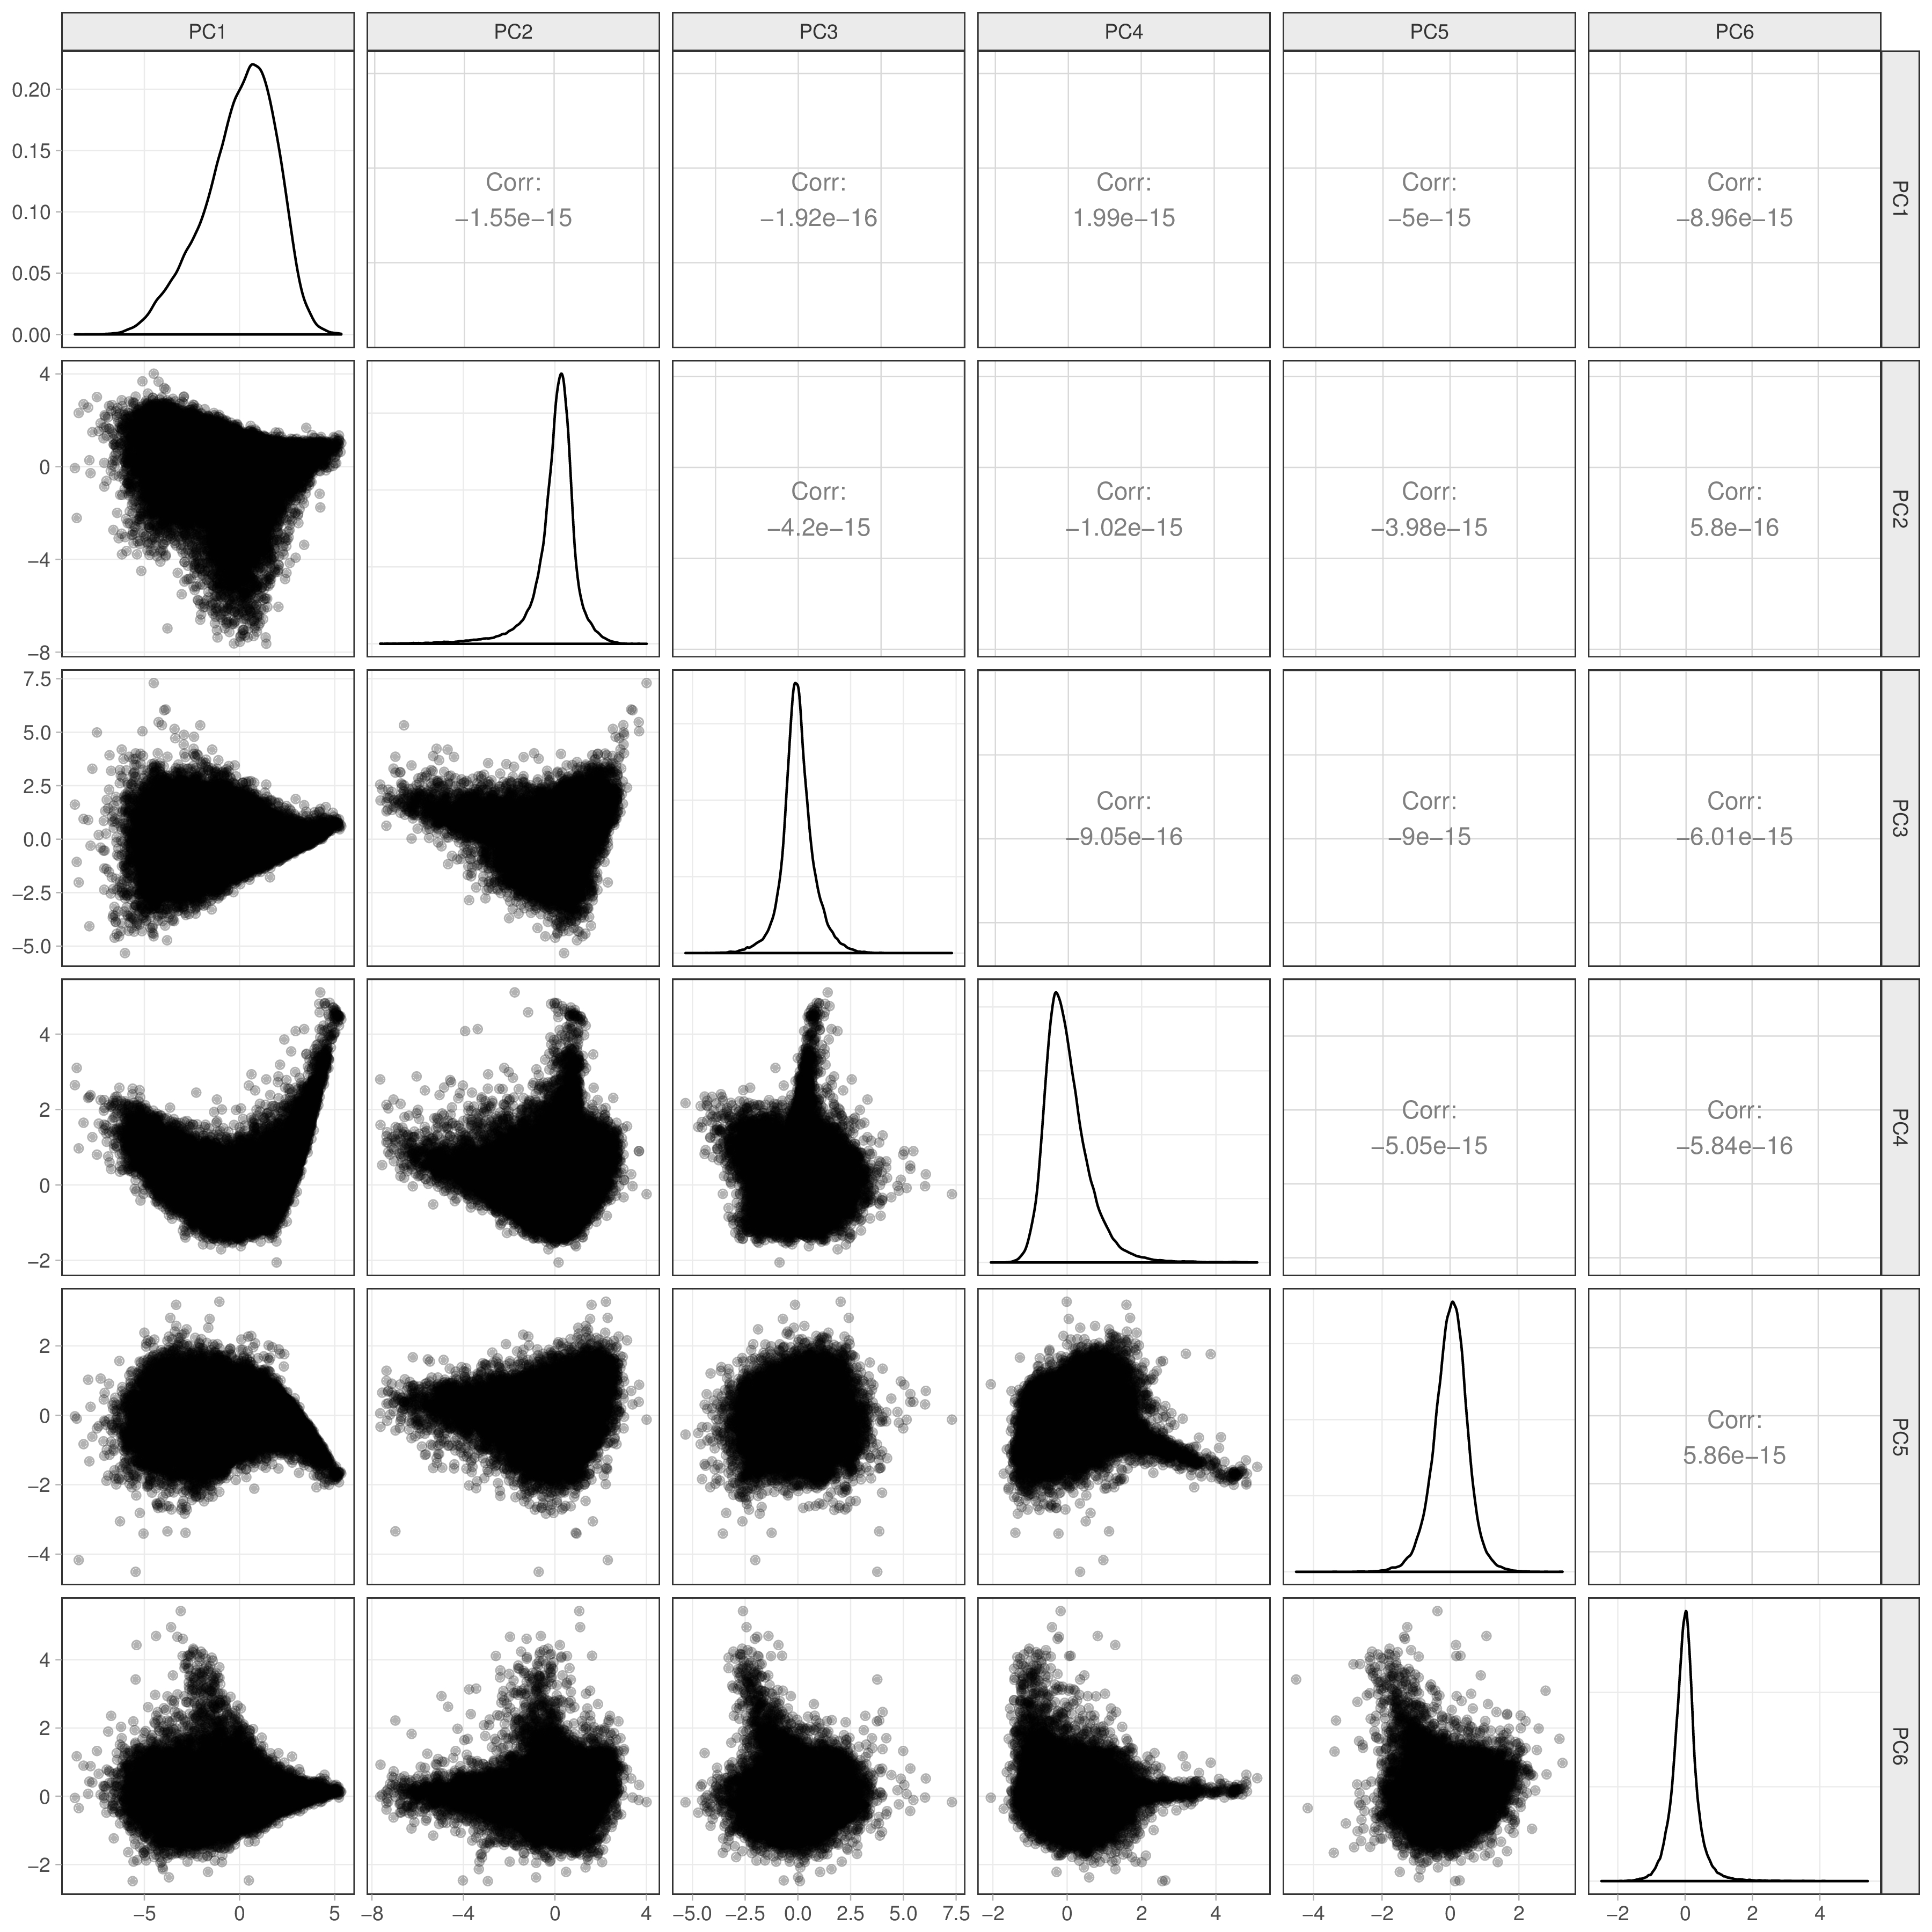 PC1 PC2 PC3 PC4 PC5 PC6
0.20
0.15
0.10
0.05
0.00
Corr:
−1.55e−15
Corr:
−1.92e−16
Corr:
1.99e−15
Corr:
−5e−15
Corr:
−8.96e−15
PC1
4
0
−4
−8
Corr:
−4.2e−15
Corr:
−1.02e−15
Corr:
−3.98e−15
Corr:
5.8e−16
PC2
7.5
5.0
2.5
0.0
−2.5
−5.0
Corr:
−9.05e−16
Corr:
−9e−15
Corr:
−6.01e−15
PC3
4
2
0
−2
Corr:
−5.05e−15
Corr:
−5.84e−16
PC4
2
0
−2
−4
Corr:
5.86e−15
PC5
4
2
0
−2
PC6
−5 0 5 −8 −4 0 4 −5.0 −2.5 0.0 2.5 5.0 7.5 −2 0 2 4 −4 −2 0 2 −2 0 2 4